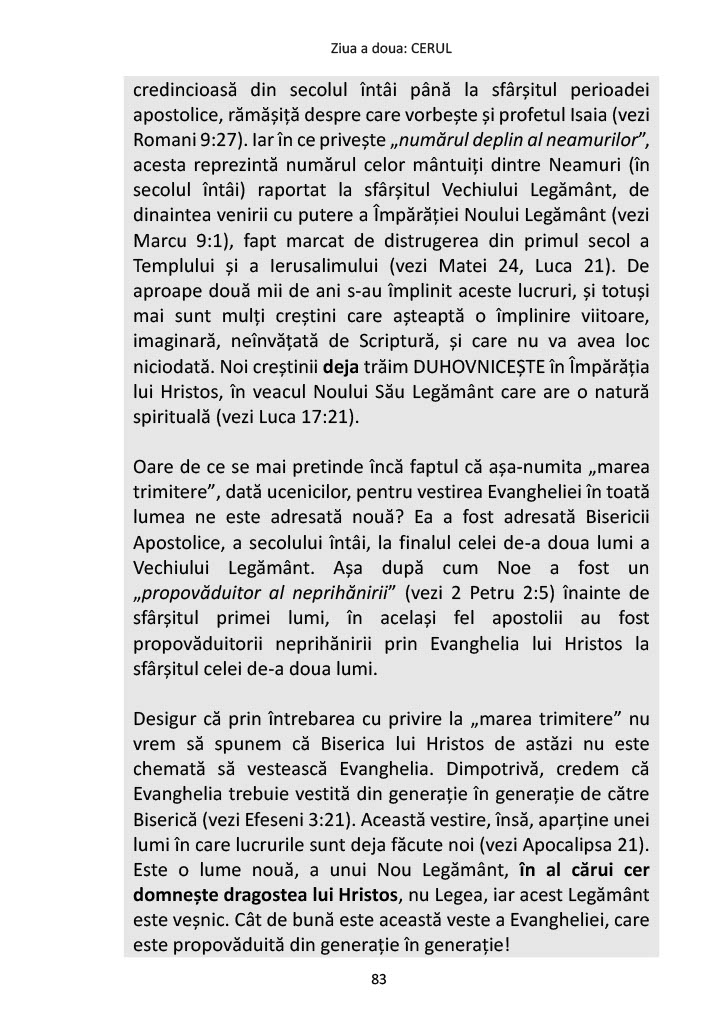 Ziua a doua: CERUL
credincioasă din secolul întâi până la sfârșitul perioadei
apostolice, rămășiță despre care vorbește și profetul Isaia (vezi
Romani 9:27). Iar în ce privește „numărul deplin al neamurilor”,
acesta reprezintă numărul celor mântuiți dintre Neamuri (în
secolul întâi) raportat la sfârșitul Vechiului Legământ, de
dinaintea venirii cu putere a Împărăției Noului Legământ (vezi
Marcu 9:1), fapt marcat de distrugerea din primul secol a
Templului și a Ierusalimului (vezi Matei 24, Luca 21). De
aproape două mii de ani s-au împlinit aceste lucruri, și totuși
mai sunt mulți creștini care așteaptă o împlinire viitoare,
imaginară, neînvățată de Scriptură, și care nu va avea loc
niciodată. Noi creștinii deja trăim DUHOVNICEȘTE în Împărăția
lui Hristos, în veacul Noului Său Legământ care are o natură
spirituală (vezi Luca 17:21).
Oare de ce se mai pretinde încă faptul că așa-numita „marea
trimitere”, dată ucenicilor, pentru vestirea Evangheliei în toată
lumea ne este adresată nouă? Ea a fost adresată Bisericii
Apostolice, a secolului întâi, la finalul celei de-a doua lumi a
Vechiului Legământ. Așa după cum Noe a fost un
„propovăduitor al neprihănirii” (vezi 2 Petru 2:5) înainte de
sfârșitul primei lumi, în același fel apostolii au fost
propovăduitorii neprihănirii prin Evanghelia lui Hristos la
sfârșitul celei de-a doua lumi.
Desigur că prin întrebarea cu privire la „marea trimitere” nu
vrem să spunem că Biserica lui Hristos de astăzi nu este
chemată să vestească Evanghelia. Dimpotrivă, credem că
Evanghelia trebuie vestită din generație în generație de către
Biserică (vezi Efeseni 3:21). Această vestire, însă, aparține unei
lumi în care lucrurile sunt deja făcute noi (vezi Apocalipsa 21).
Este o lume nouă, a unui Nou Legământ, în al cărui cer
domnește dragostea lui Hristos, nu Legea, iar acest Legământ
este veșnic. Cât de bună este această veste a Evangheliei, care
este propovăduită din generație în generație!
83